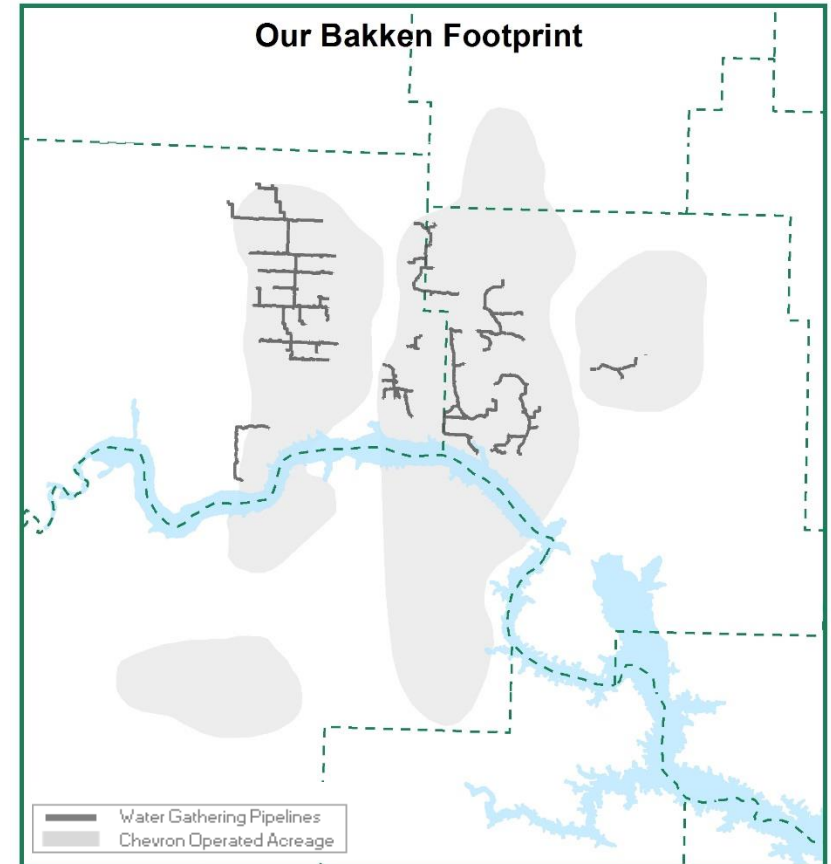 Our Bakken Footprint
Water Gathering Pipelines
Chevron Operated Acreage